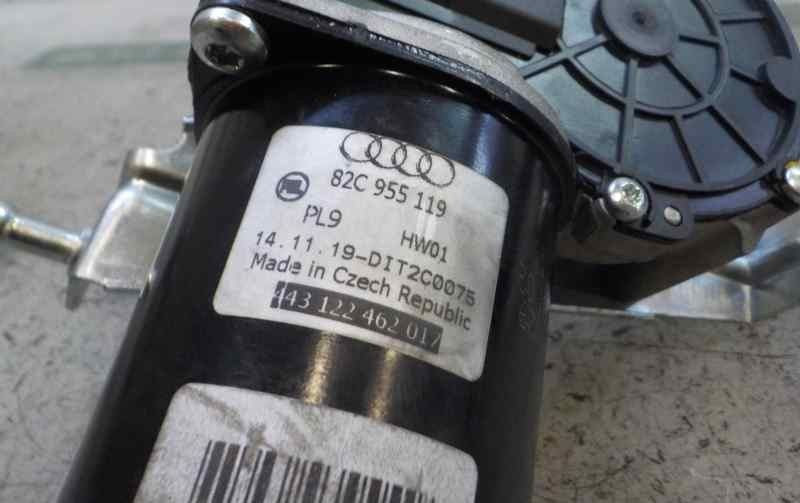 82C 955 119
PL9 HW01
14.11.19-DIT2C0075
Made in Czech Republic
443 122 462 017